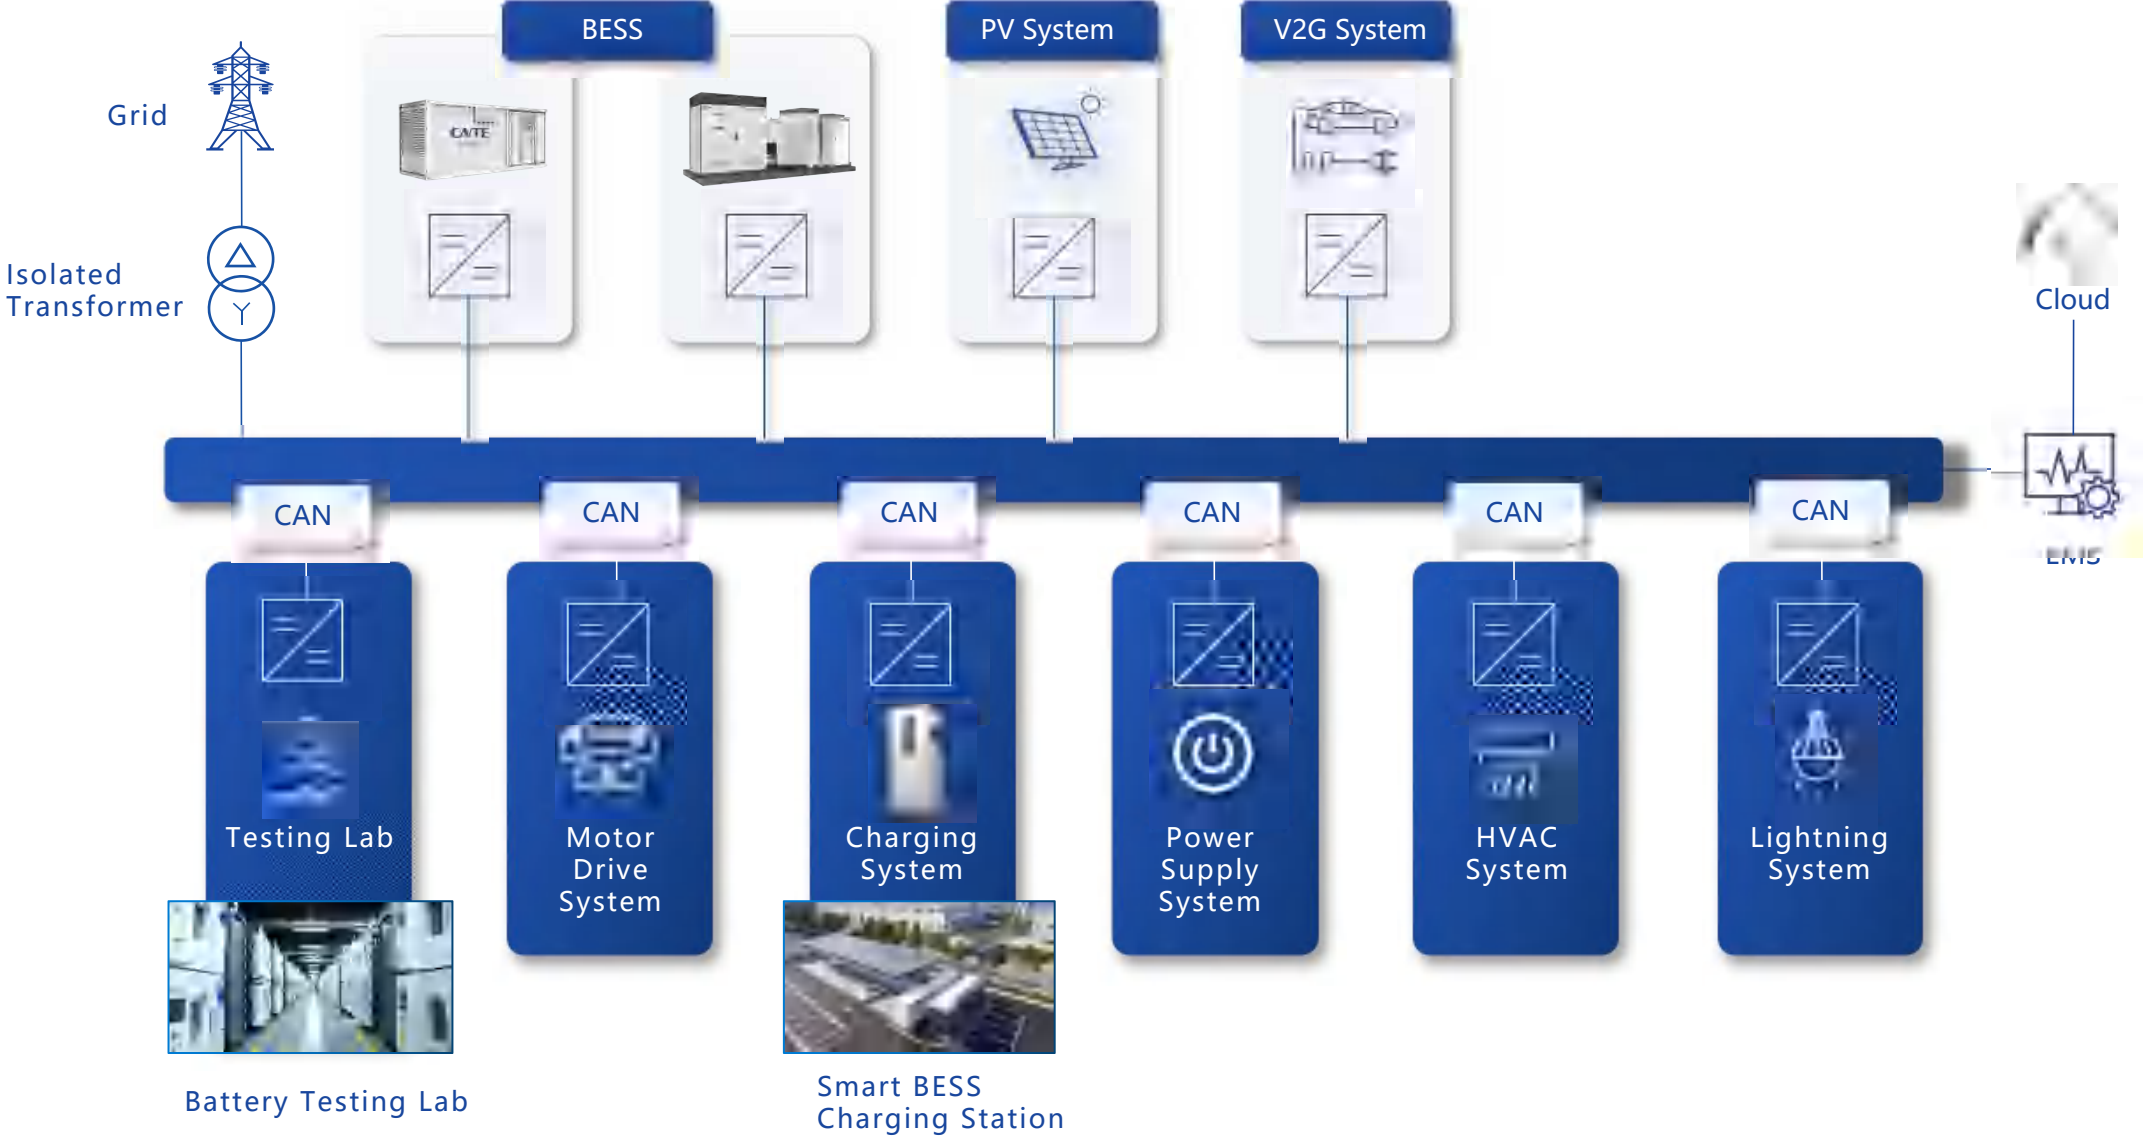 BESS
PV System
V2G System
Grid
Isolated
Transformer
Cloud
EMS
CAN
CAN
CAN
CAN
CAN
CAN
Testing Lab
Motor
Drive
System
Charging
System
Power
Supply
System
HVAC
System
Lightning
System
Battery Testing Lab
Smart BESS
Charging Station